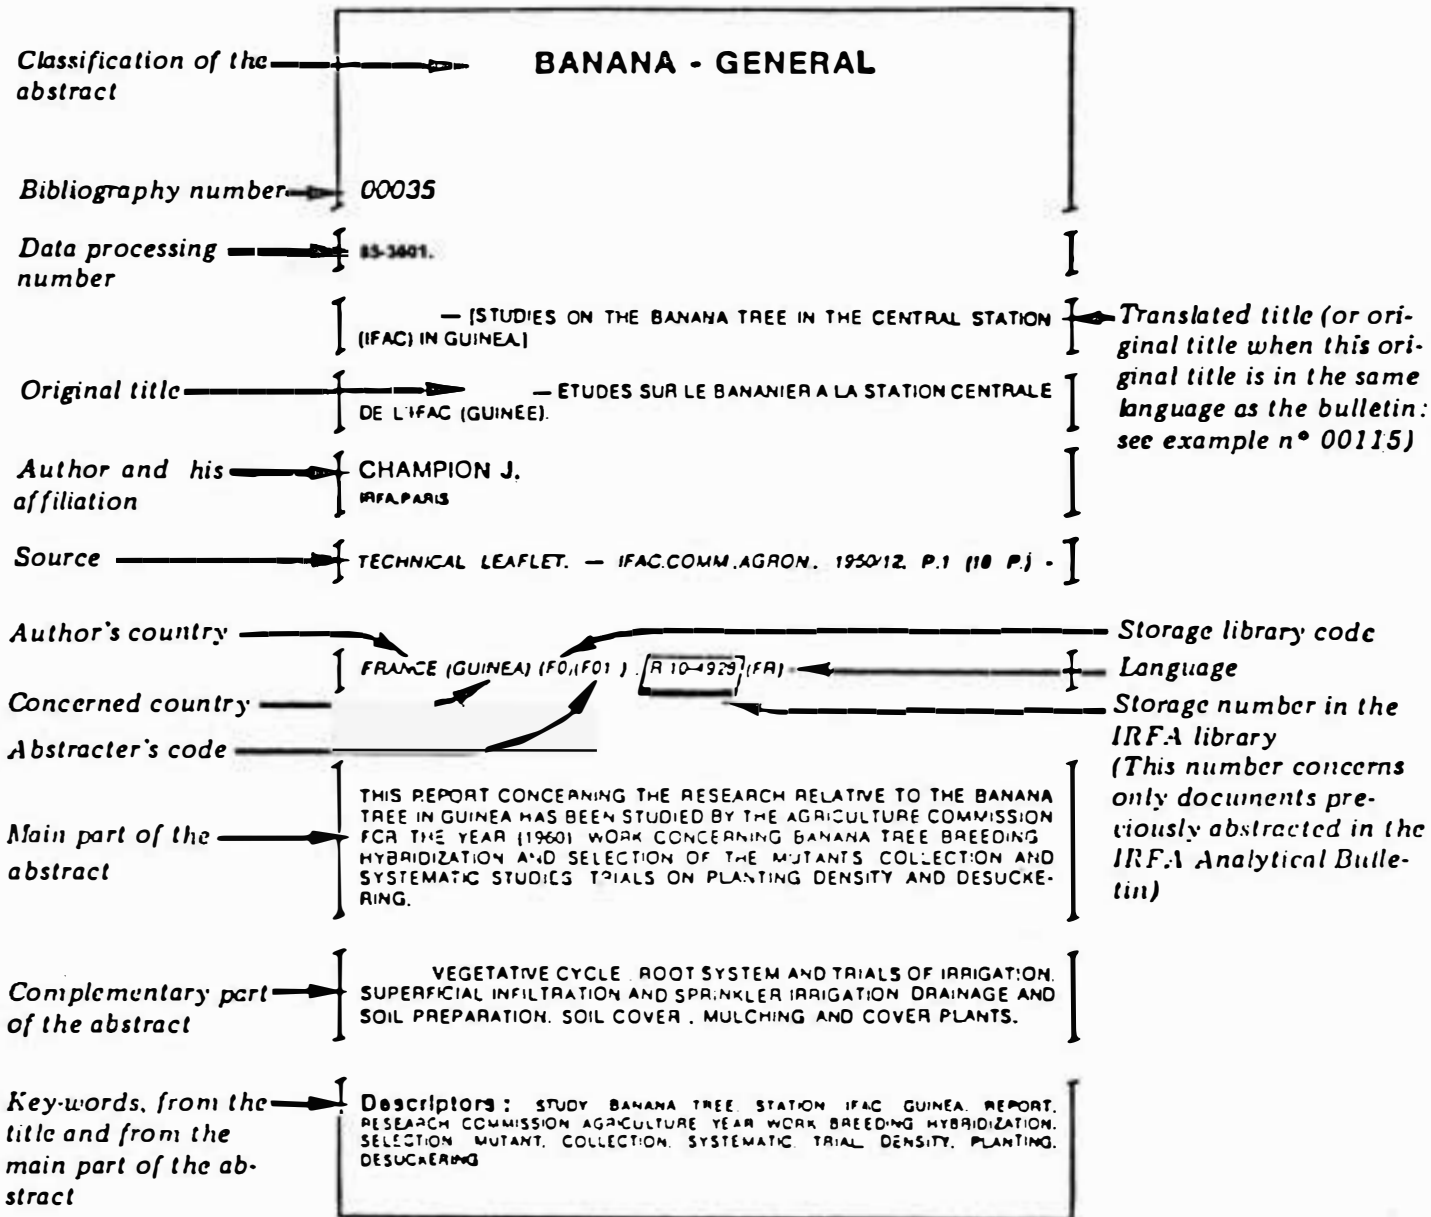 Classification of the
abstract
BANANA - GENERAL
Bibliography number
00035
Data processing
number
85-3401.
— [STUDIES ON THE BANANA TREE IN THE CENTRAL STATION
(IFAC) IN GUINEA.]
Translated title (or ori-
ginal title when this ori-
ginal title is in the same
language as the bulletin:
see example n° 00115)
Original title
— ETUDES SUR LE BANANIER A LA STATION CENTRALE
DE L'IFAC (GUINÉE).
Author and his
affiliation
CHAMPION J.
IRFA.PARIS
Source
TECHNICAL LEAFLET. — IFAC.COMM.AGRON. 1950/12. P.1 (10 P.) -
Author's country
Storage library code
FRANCE (GUINEA) (F0,(F01) . R 10-4929 (FR)
Language
Concerned country
Abstracter's code
Storage number in the
IRFA library
(This number concerns
only documents pre-
viously abstracted in the
IRFA Analytical Bulle-
tin)
Main part of the
abstract
THIS REPORT CONCERNING THE RESEARCH RELATIVE TO THE BANANA
TREE IN GUINEA HAS BEEN STUDIED BY THE AGRICULTURE COMMISSION
FOR THE YEAR (1960) WORK CONCERNING BANANA TREE BREEDING
HYBRIDIZATION AND SELECTION OF THE MUTANTS COLLECTION AND
SYSTEMATIC STUDIES TRIALS ON PLANTING DENSITY AND DESUCKE-
RING.
Complementary part
of the abstract
VEGETATIVE CYCLE . ROOT SYSTEM AND TRIALS OF IRRIGATION.
SUPERFICIAL INFILTRATION AND SPRINKLER IRRIGATION DRAINAGE AND
SOIL PREPARATION. SOIL COVER . MULCHING AND COVER PLANTS.
Key-words, from the
title and from the
main part of the ab-
stract
Descriptors : STUDY BANANA TREE. STATION IFAC GUINEA. REPORT.
RESEARCH COMMISSION AGRICULTURE YEAR WORK BREEDING HYBRIDIZATION.
SELECTION MUTANT. COLLECTION. SYSTEMATIC. TRIAL DENSITY. PLANTING.
DESUCKERING